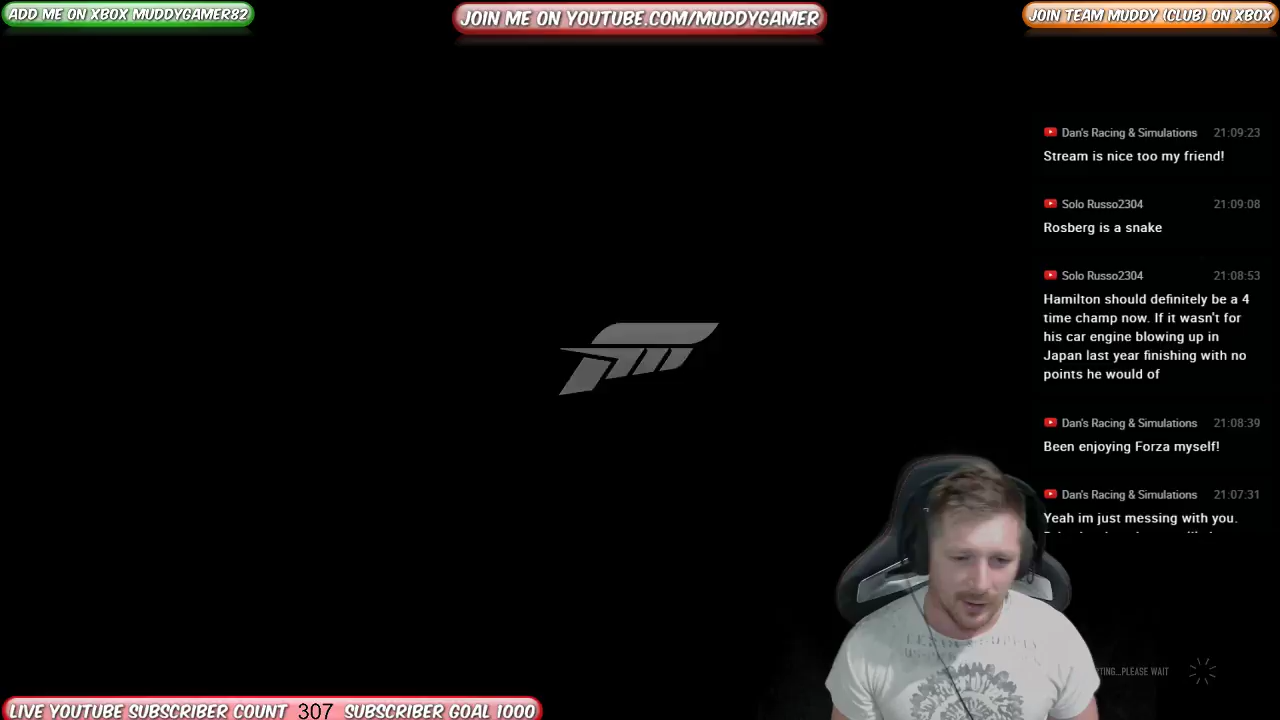 ADD ME ON XBOX MUDDYGAMER82
JOIN ME ON YOUTUBE.COM/MUDDYGAMER
JOIN TEAM MUDDY (CLUB) ON XBOX
Dan's Racing & Simulations 21:09:23
Stream is nice too my friend!
Solo Russo2304 21:09:08
Rosberg is a snake
Solo Russo2304 21:08:53
Hamilton should definitely be a 4
time champ now. If it wasn't for
his car engine blowing up in
Japan last year finishing with no
points he would of
Dan's Racing & Simulations 21:08:39
Been enjoying Forza myself!
Dan's Racing & Simulations 21:07:31
Yeah im just messing with you.
TING...PLEASE WAIT
LIVE YOUTUBE SUBSCRIBER COUNT 307 SUBSCRIBER GOAL 1000